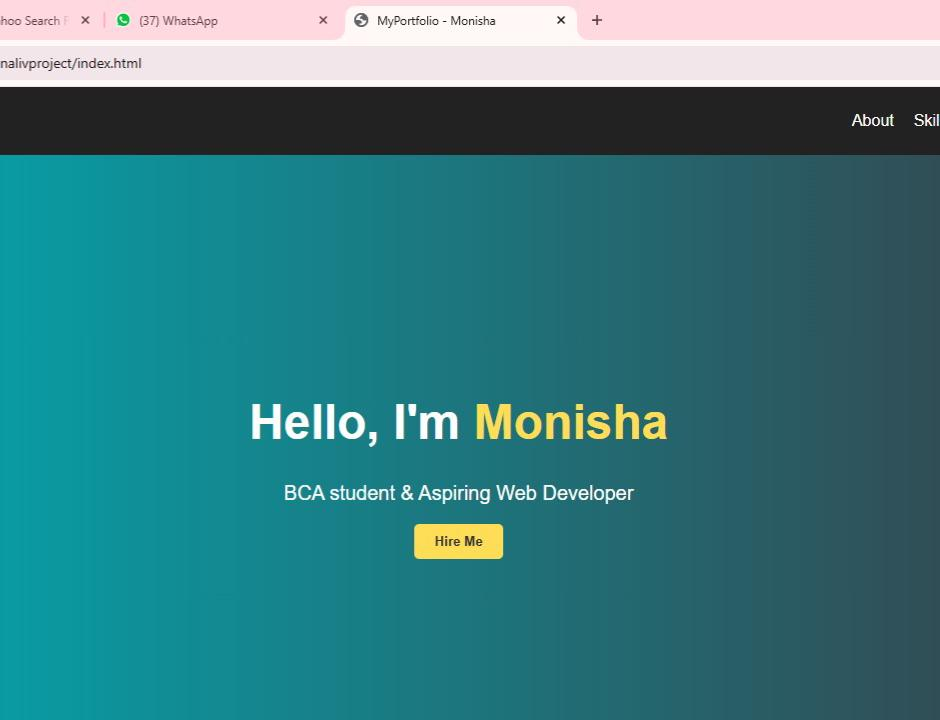 hoo Search
(37) WhatsApp
MyPortfolio - Monisha
nalivproject/index.html
About
Skil
Hello, I'm Monisha
BCA student & Aspiring Web Developer
Hire Me